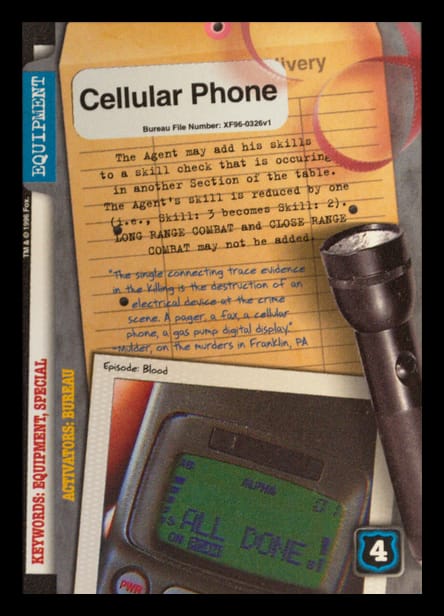 livery
Cellular Phone
Bureau File Number: XF96-0326v1
The Agent may add his skills
to a skill check that is occuring
in another Section of the table.
The Agent's skill is reduced by one
(i.e., Skill: 3 becomes Skill: 2).
LONG RANGE COMBAT and CLOSE RANGE
COMBAT may not be added.
"The single connecting trace evidence
in the killing is the destruction of an
electrical device at the crime
scene. A pager, a fax, a cellular
phone, a gas pump digital display."
-Mulder, on the murders in Franklin, PA
Episode: Blood
ALPHA
ALL DONE.!
ON
PWR
4
EQUIPMENT
TM & © 1996 Fox.
KEYWORDS: EQUIPMENT, SPECIAL
ACTIVATORS: BUREAU